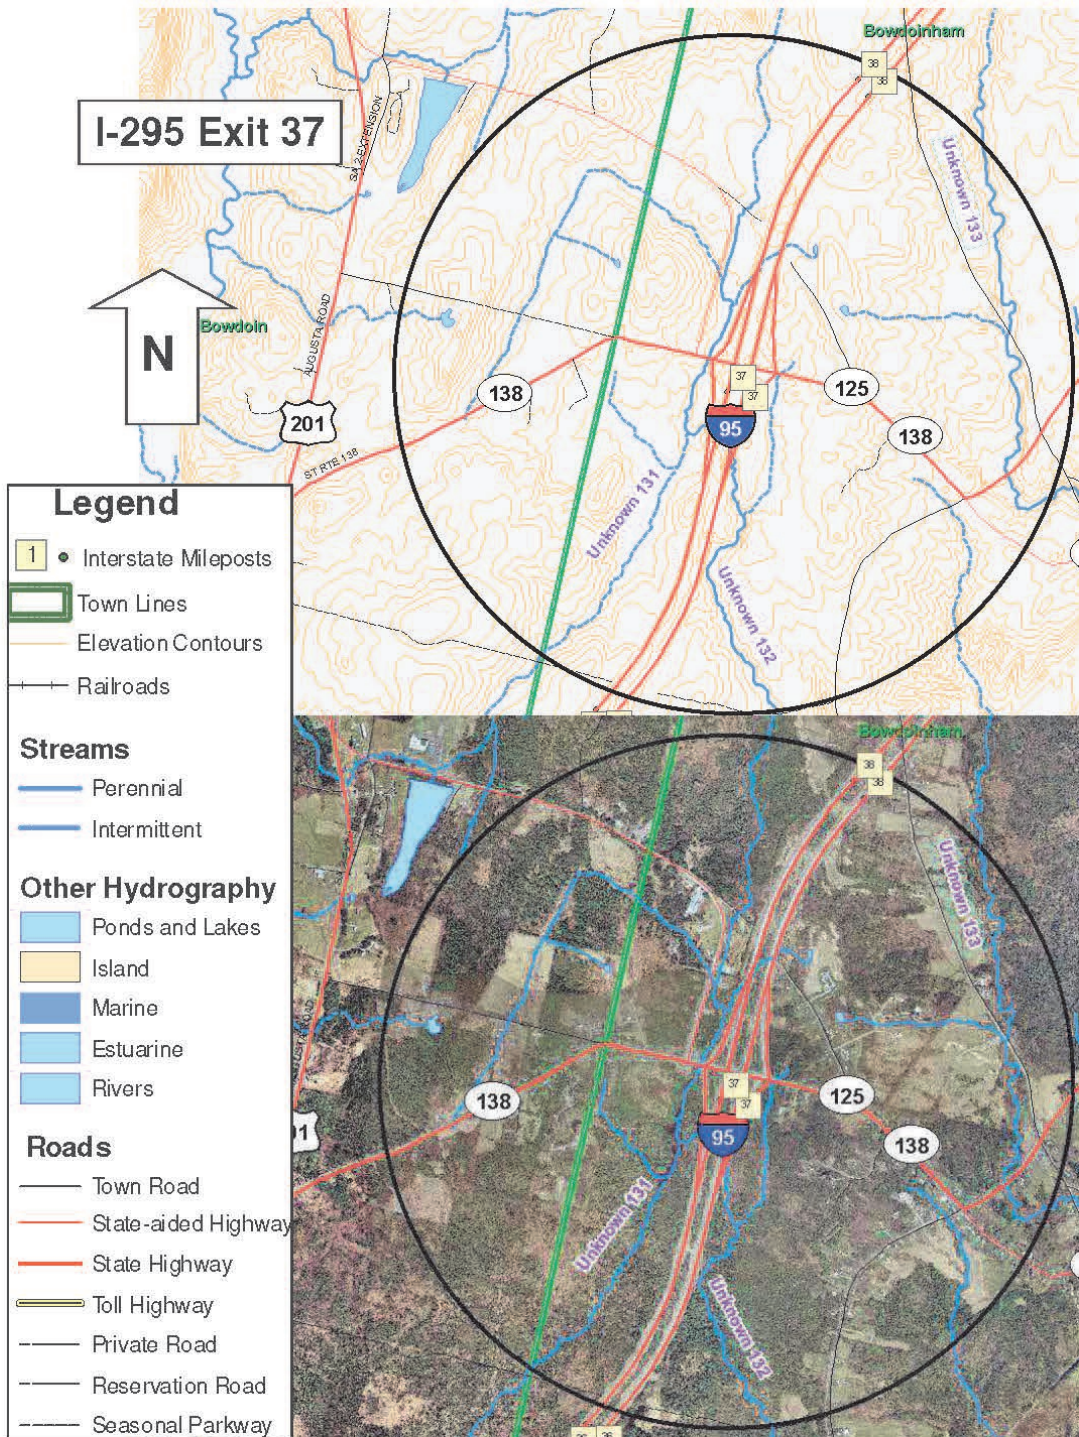 Bowdoinham
38
38
I-295 Exit 37
SA 2 EXTENSION
Unknown 133
N
Bowdoin
AUGUSTA ROAD
201
138
ST RTE 138
37
37
95
125
138
Unknown 131
Unknown 132
Legend
1 Interstate Mileposts
Town Lines
Elevation Contours
Railroads
Streams
Perennial
Intermittent
Other Hydrography
Ponds and Lakes
Island
Marine
Estuarine
Rivers
Roads
Town Road
State-aided Highway
State Highway
Toll Highway
Private Road
Reservation Road
Seasonal Parkway
Bowdoinham
38
38
Unknown 133
138
37
37
95
125
138
Unknown 131
Unknown 132
36